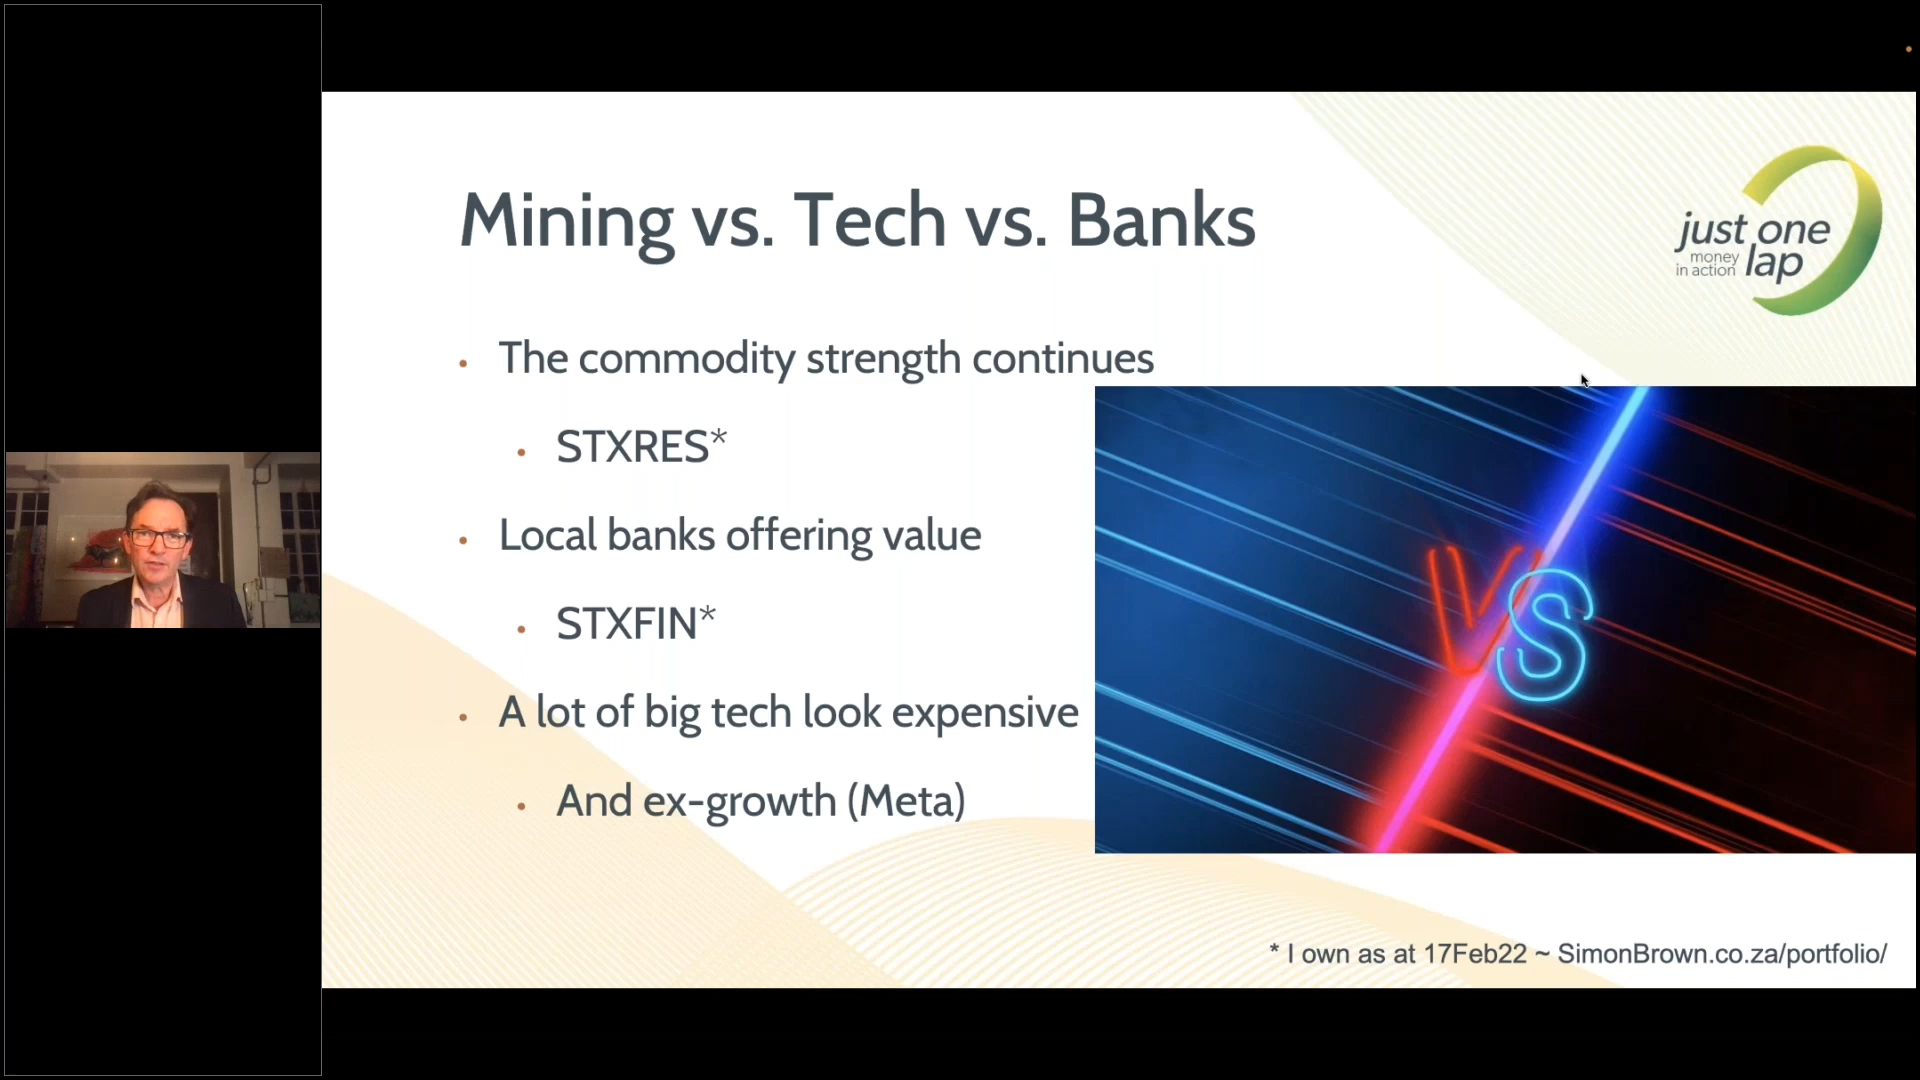 Mining vs. Tech vs. Banks
just one
money
in action lap
• The commodity strength continues
• STXRES*
• Local banks offering value
• STXFIN*
• A lot of big tech look expensive
• And ex-growth (Meta)
VS
* I own as at 17Feb22 ~ SimonBrown.co.za/portfolio/